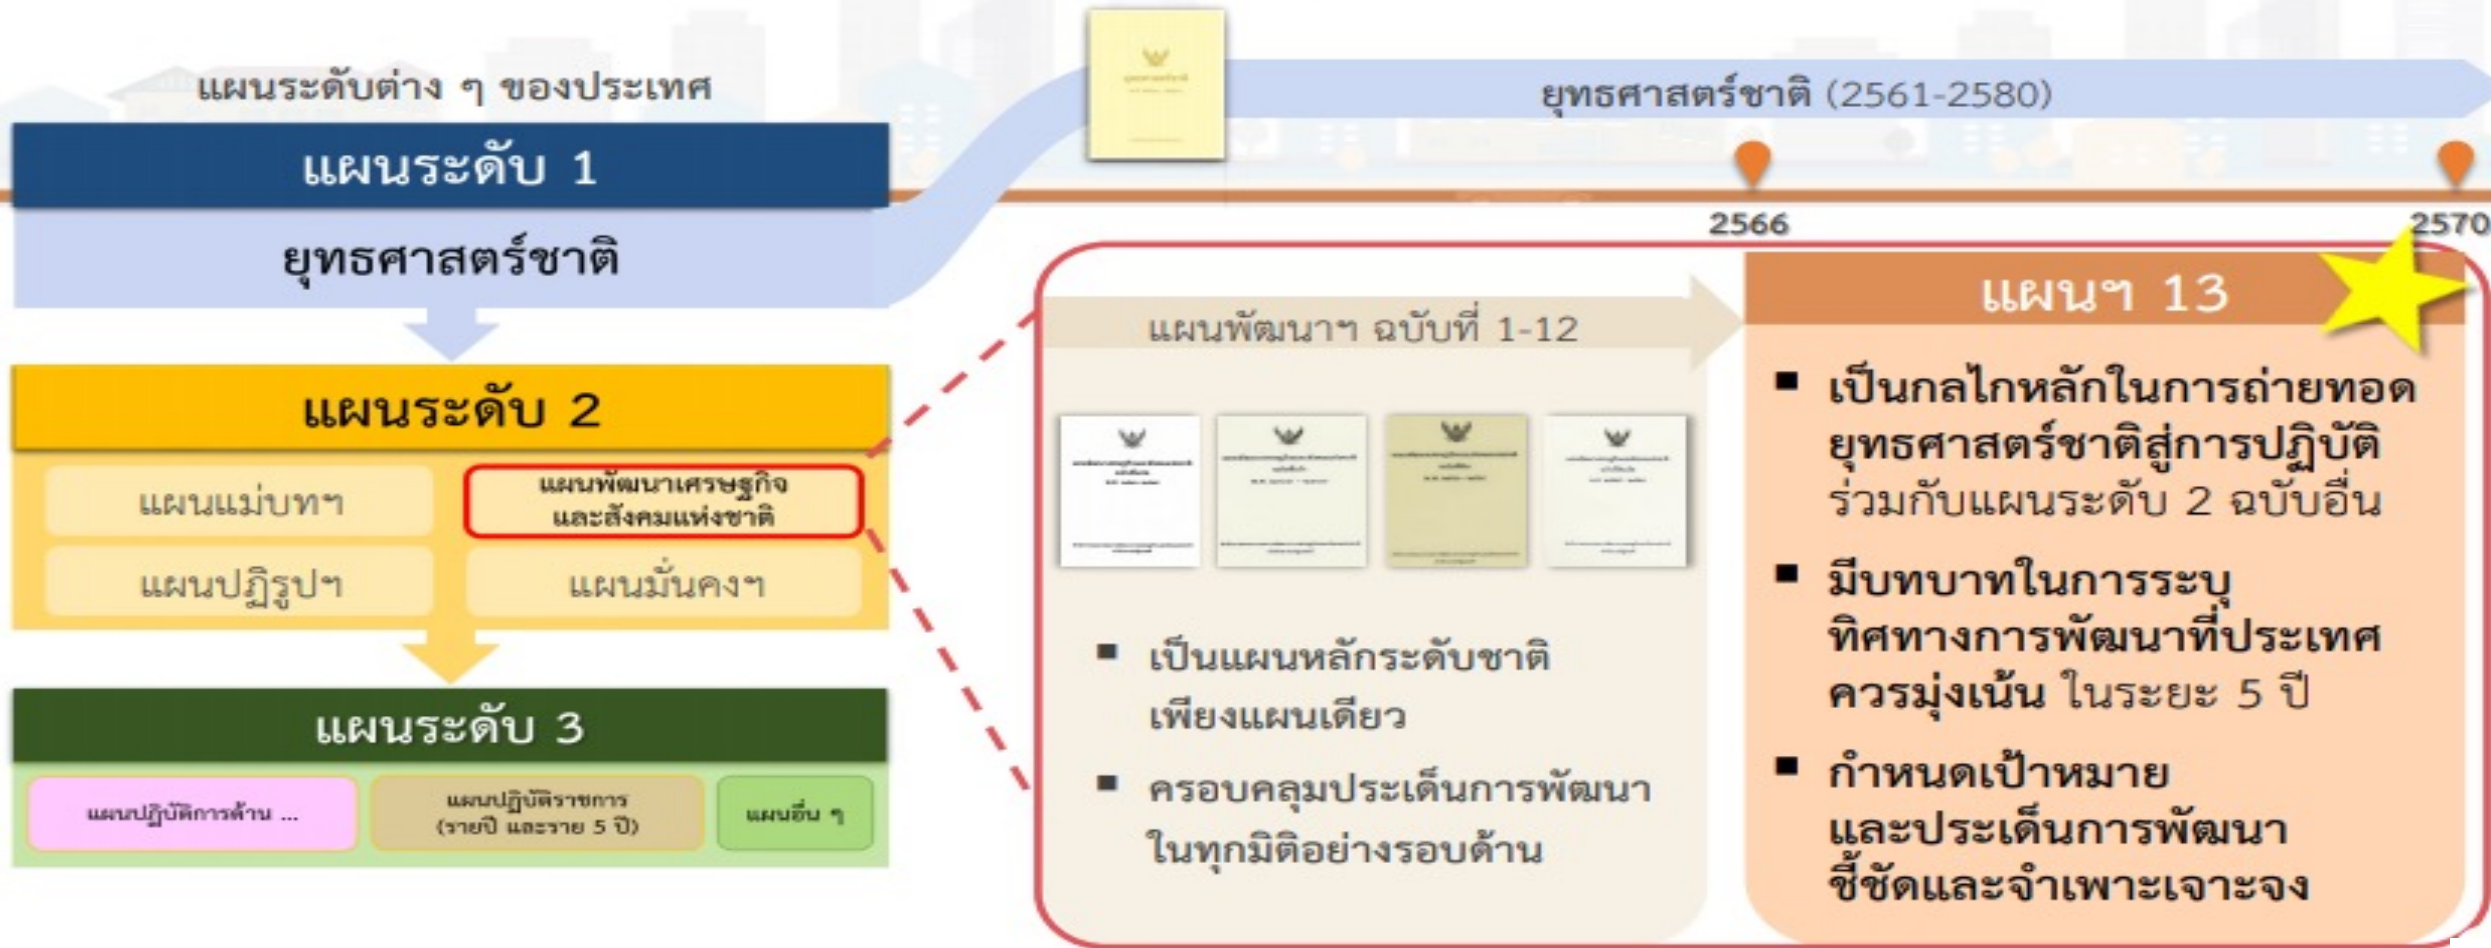 แผนระดับต่าง ๆ ของประเทศ
แผนระดับ 1
ยุทธศาสตร์ชาติ
แผนระดับ 2
แผนแม่บทฯ
แผนพัฒนาเศรษฐกิจ
และสังคมแห่งชาติ
แผนปฏิรูปฯ
แผนมั่นคงฯ
แผนระดับ 3
แผนปฏิบัติการด้าน ...
แผนปฏิบัติราชการ
(รายปี และราย 5 ปี)
แผนอื่น ๆ
ยุทธศาสตร์ชาติ (2561-2580)
2566
2570
แผนพัฒนาฯ ฉบับที่ 1-12
▪ เป็นแผนหลักระดับชาติ
เพียงแผนเดียว
▪ ครอบคลุมประเด็นการพัฒนา
ในทุกมิติอย่างรอบด้าน
แผนฯ 13
▪ เป็นกลไกหลักในการถ่ายทอด
ยุทธศาสตร์ชาติสู่การปฏิบัติ
ร่วมกับแผนระดับ 2 ฉบับอื่น
▪ มีบทบาทในการระบุ
ทิศทางการพัฒนาที่ประเทศ
ควรมุ่งเน้น ในระยะ 5 ปี
▪ กำหนดเป้าหมาย
และประเด็นการพัฒนา
ชี้ชัดและจำเพาะเจาะจง